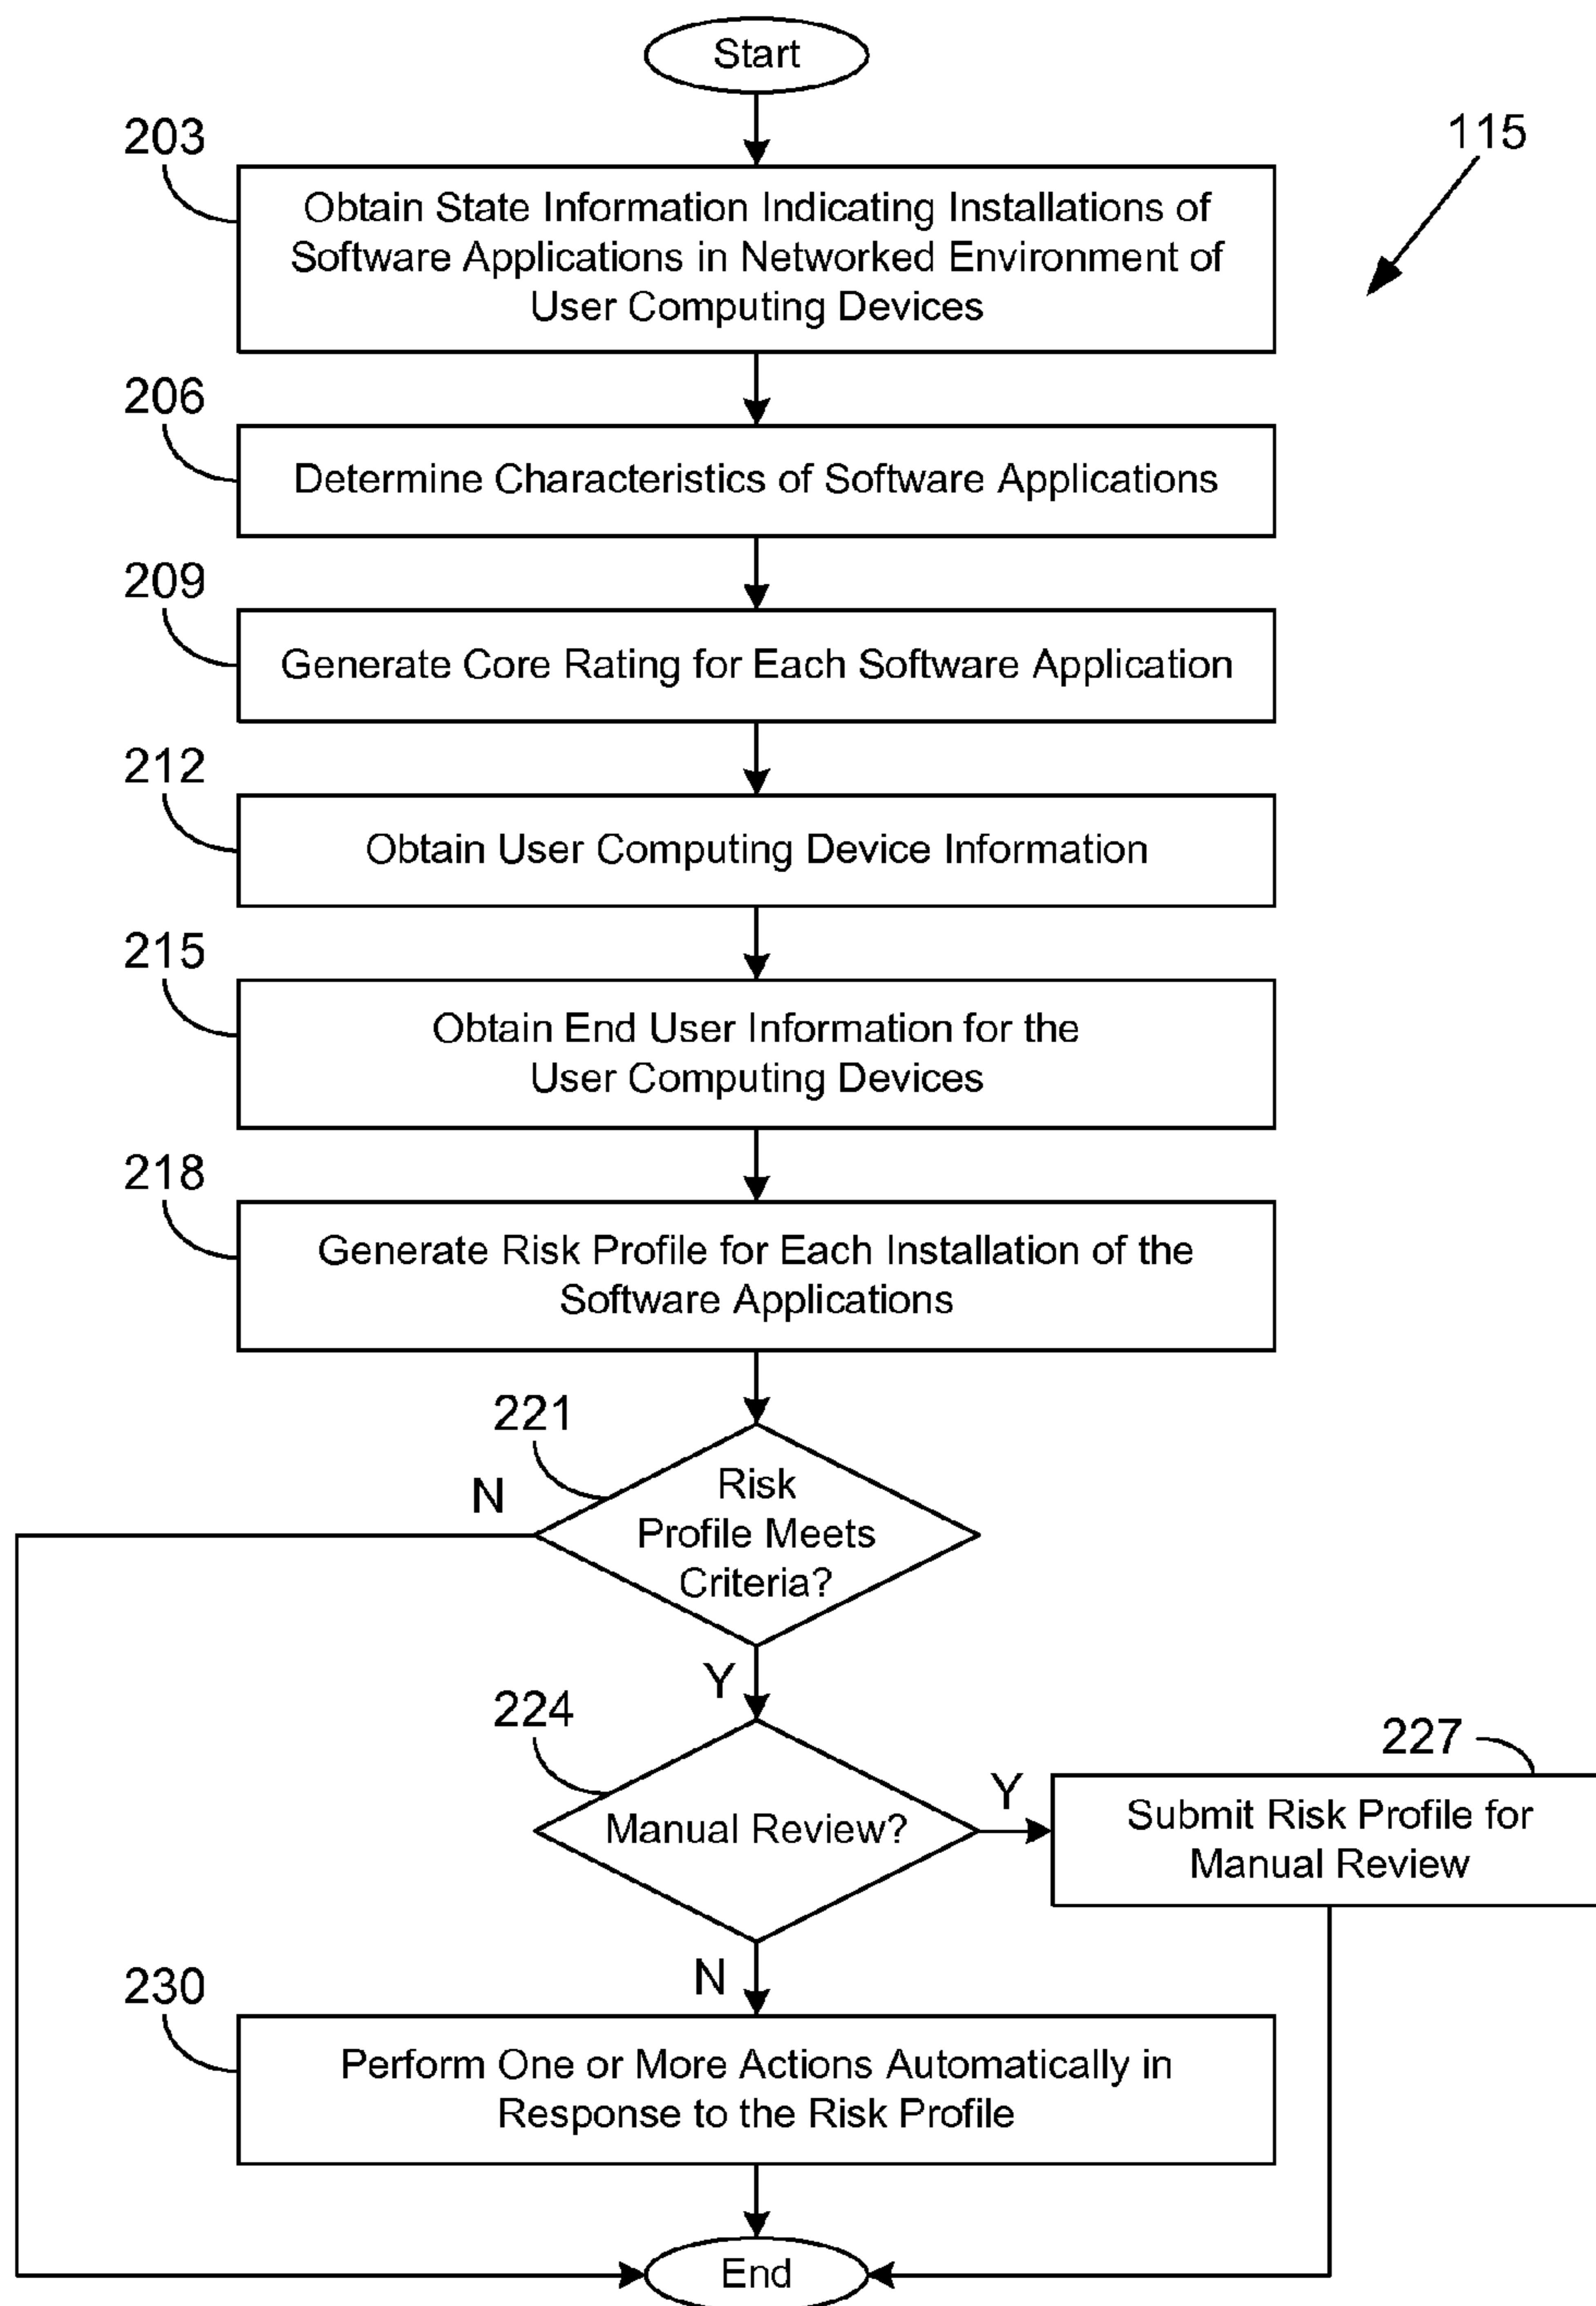 Start
203
115
Obtain State Information Indicating Installations of
Software Applications in Networked Environment of
User Computing Devices
206
Determine Characteristics of Software Applications
209
Generate Core Rating for Each Software Application
212
Obtain User Computing Device Information
215
Obtain End User Information for the
User Computing Devices
218
Generate Risk Profile for Each Installation of the
Software Applications
221
N
Risk
Profile Meets
Criteria?
Y
224
227
Manual Review?
Y
Submit Risk Profile for
Manual Review
N
230
Perform One or More Actions Automatically in
Response to the Risk Profile
End